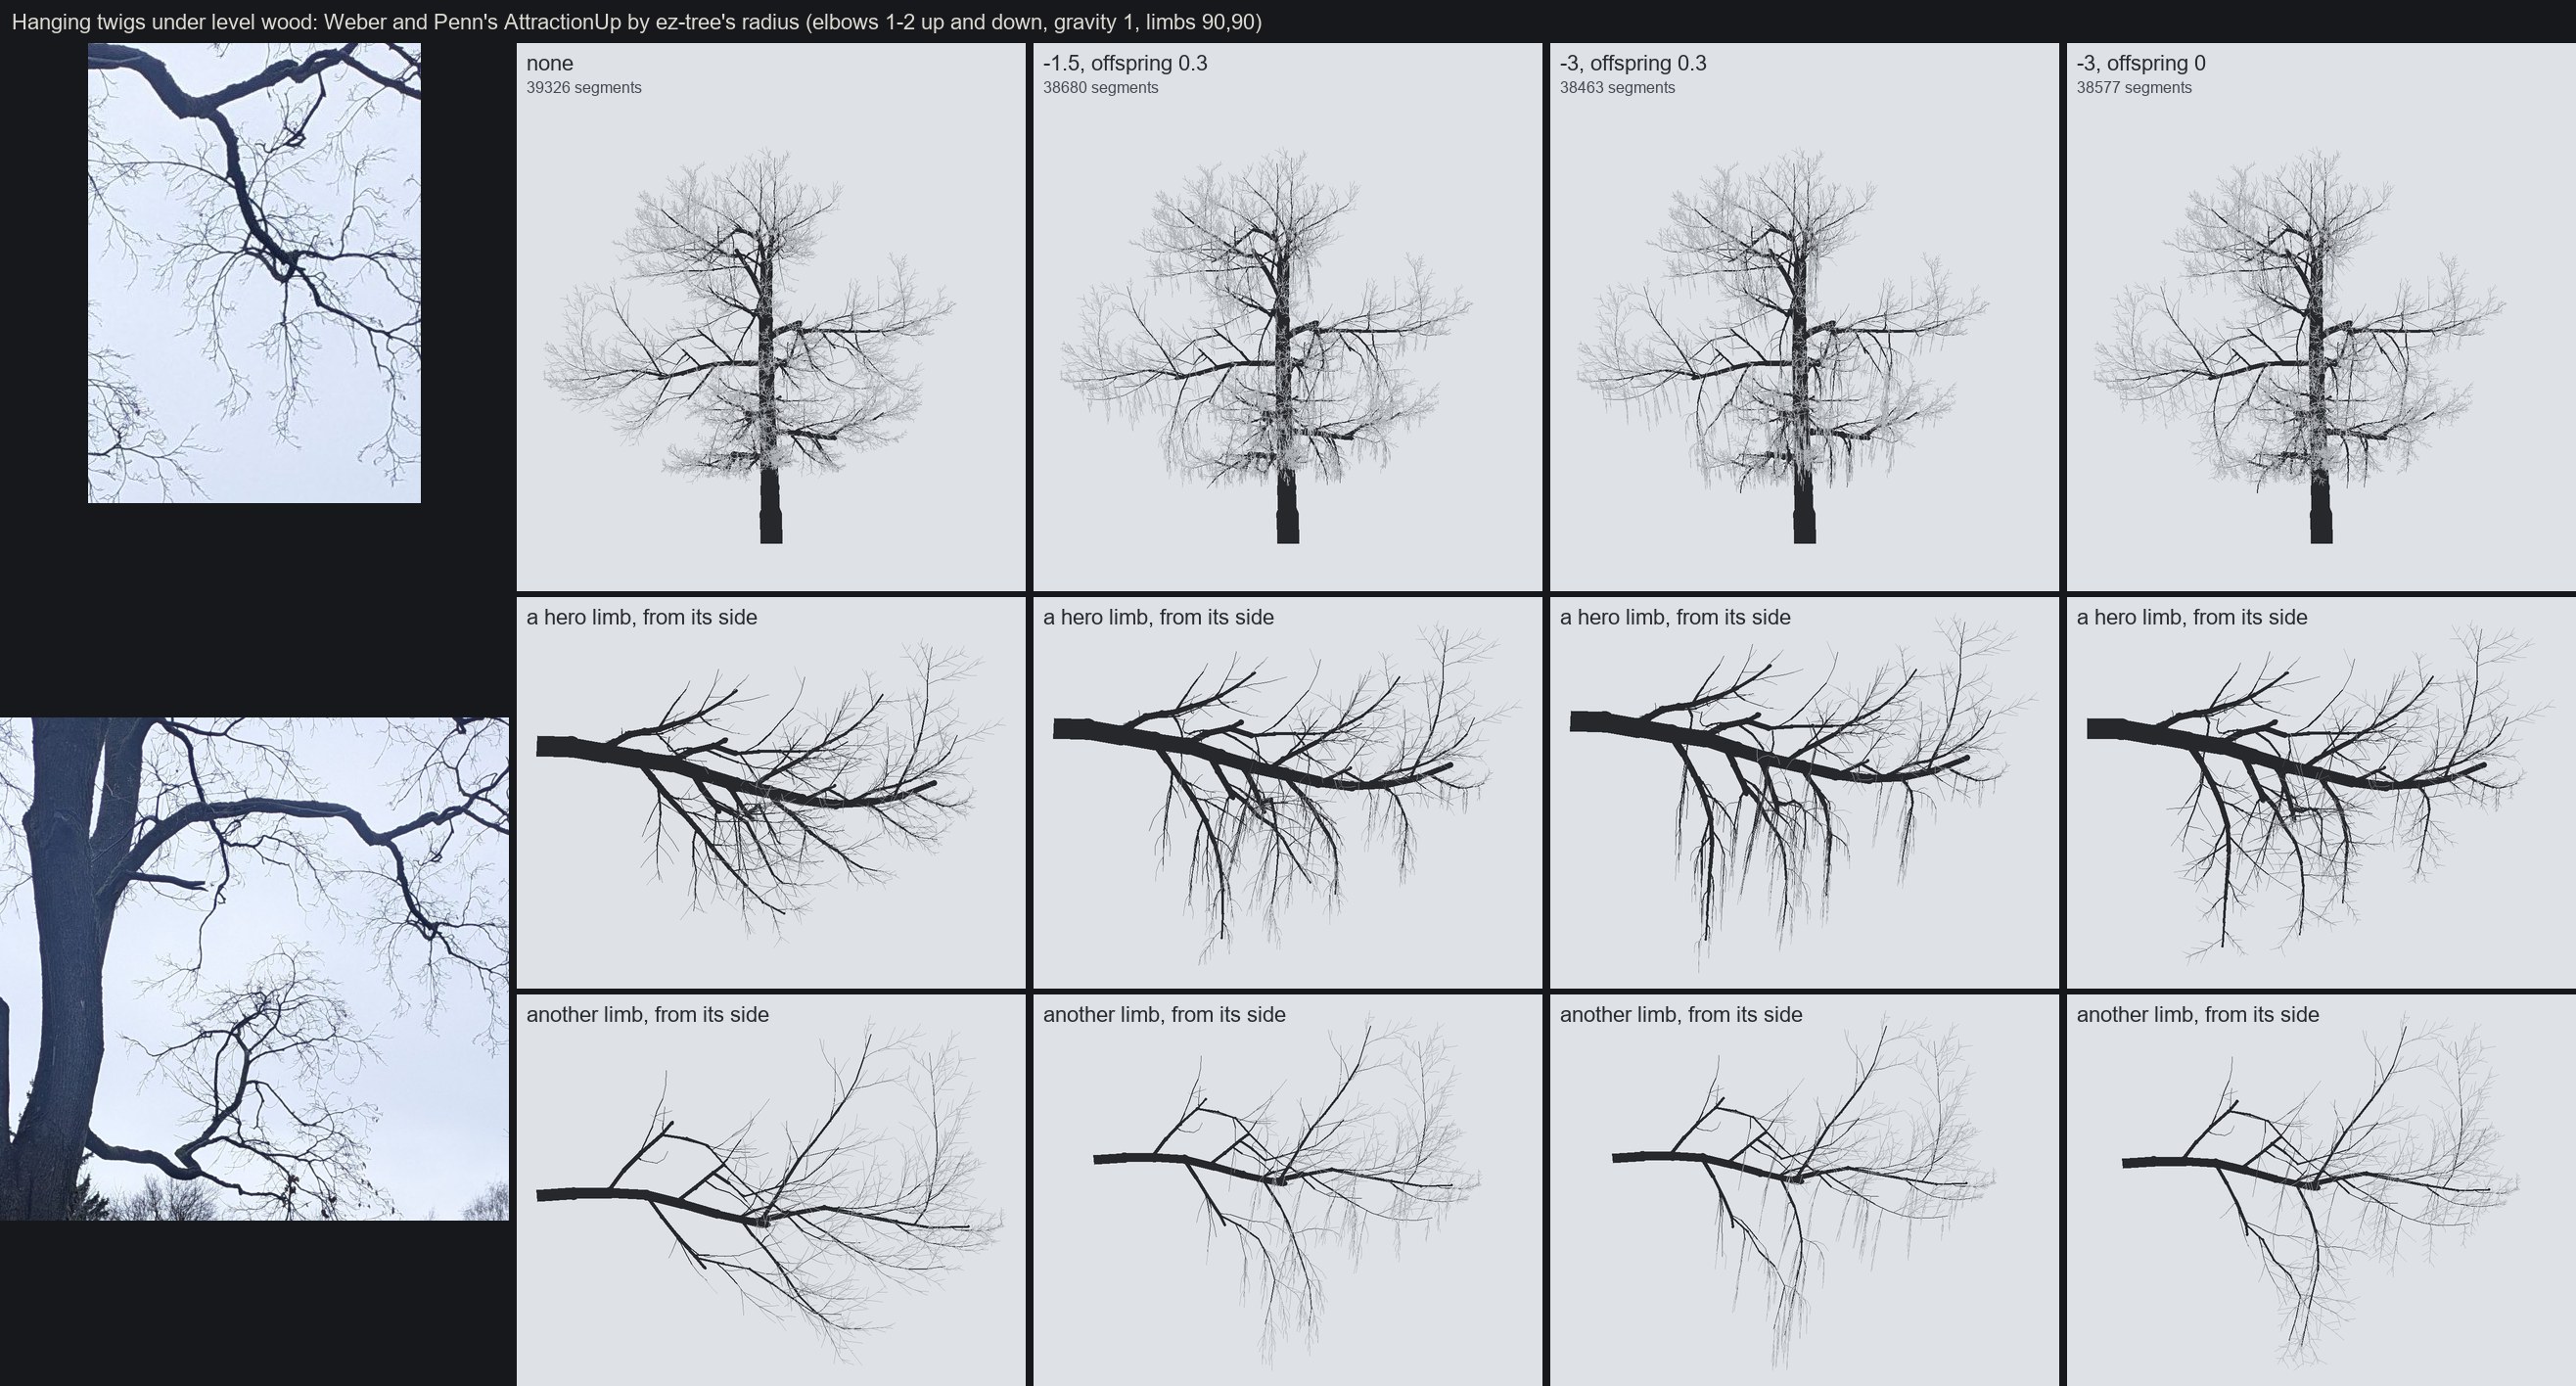 Hanging twigs under level wood: Weber and Penn's AttractionUp by ez-tree's radius (elbows 1-2 up and down, gravity 1, limbs 90,90)
none
39326 segments
-1.5, offspring 0.3
38680 segments
-3, offspring 0.3
38463 segments
-3, offspring 0
38577 segments
a hero limb, from its side
a hero limb, from its side
a hero limb, from its side
a hero limb, from its side
another limb, from its side
another limb, from its side
another limb, from its side
another limb, from its side